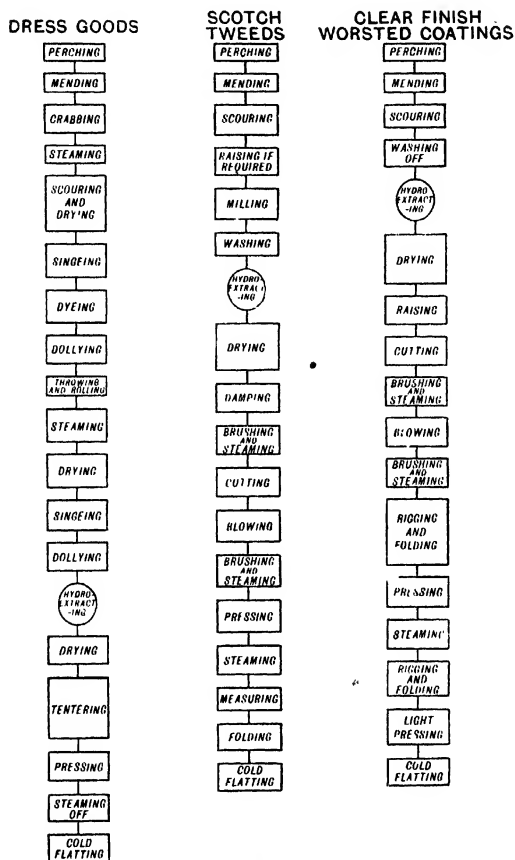 DRESS GOODS
PERCHING
MENDING
CRABBING
STEAMING
SCOURING
AND
DRYING
SINGEING
DYEING
DOLLYING
THROWING
AND ROLLING
STEAMING
DRYING
SINGEING
DOLLYING
HYDRO-
EXTRACT
-ING
DRYING
TENTERING
PRESSING
STEAMING
OFF
COLD
FLATTING
SCOTCH
TWEEDS
PERCHING
MENDING
SCOURING
RAISING IF
REQUIRED
MILLING
WASHING
HYDRO-
EXTRACT
-ING
DRYING
DAMPING
BRUSHING
AND
STEAMING
CUTTING
BLOWING
BRUSHING
AND
STEAMING
PRESSING
STEAMING
MEASURING
FOLDING
COLD
FLATTING
CLEAR FINISH
WORSTED COATINGS
PERCHING
MENDING
SCOURING
WASHING
OFF
HYDRO
EXTRACT
-ING
DRYING
RAISING
CUTTING
BRUSHING
AND
STEAMING
BLOWING
BRUSHING
AND
STEAMING
RIGGING
AND
FOLDING
PRESSING
STEAMING
RIGGING
AND
FOLDING
LIGHT
PRESSING
COLD
FLATTING